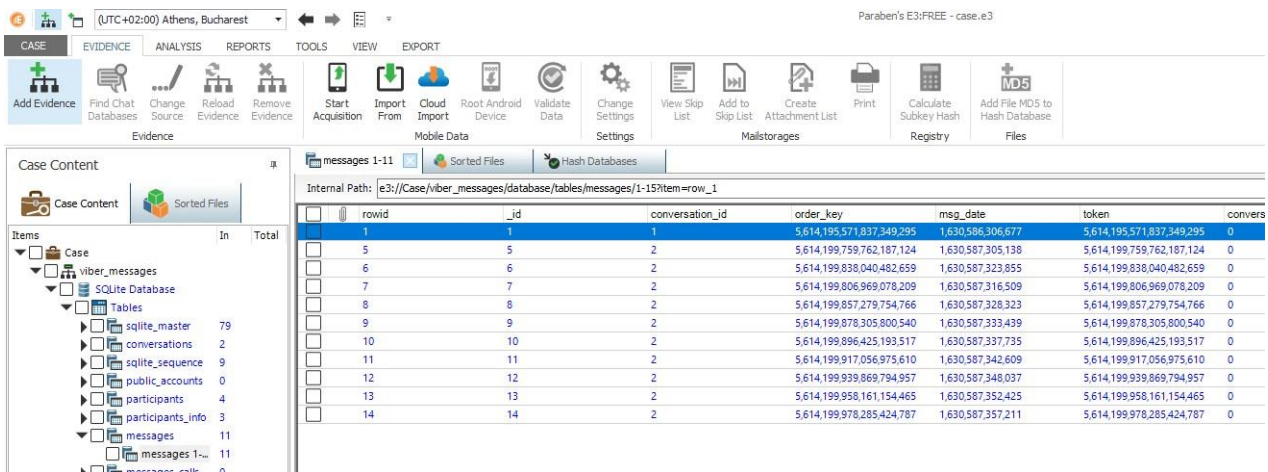 (UTC+02:00) Athens, Bucharest
Paraben's E3:FREE - case.e3
CASE EVIDENCE ANALYSIS REPORTS TOOLS VIEW EXPORT
Add Evidence
Find Chat Databases
Change Source
Reload Evidence
Remove Evidence
Start Acquisition
Import From
Cloud Import
Root Android Device
Validate Data
Change Settings
View Skip List
Add to Skip List
Create Attachment List
Print
Calculate Subkey Hash
MD5
Add File MD5 to Hash Database
Evidence Mobile Data Settings Mailstorages Registry Files
Case Content
Case Content Sorted Files
Items In Total
Case
viber_messages
SQLite Database
Tables
sqlite_master 79
conversations 2
sqlite_sequence 9
public_accounts 0
participants 4
participants_info 3
messages 11
messages 1-... 11
messages_calls 0
messages 1-11 Sorted Files Hash Databases
Internal Path: e3://Case/viber_messages/database/tables/messages/1-15?item=row_1
rowid _id conversation_id order_key msg_date token convers
1 1 1 5,614,195,571,837,349,295 1,630,586,306,677 5,614,195,571,837,349,295 0
5 5 2 5,614,199,759,762,187,124 1,630,587,305,138 5,614,199,759,762,187,124 0
6 6 2 5,614,199,838,040,482,659 1,630,587,323,855 5,614,199,838,040,482,659 0
7 7 2 5,614,199,806,969,078,209 1,630,587,316,509 5,614,199,806,969,078,209 0
8 8 2 5,614,199,857,279,754,766 1,630,587,328,323 5,614,199,857,279,754,766 0
9 9 2 5,614,199,878,305,800,540 1,630,587,333,439 5,614,199,878,305,800,540 0
10 10 2 5,614,199,896,425,193,517 1,630,587,337,735 5,614,199,896,425,193,517 0
11 11 2 5,614,199,917,056,975,610 1,630,587,342,609 5,614,199,917,056,975,610 0
12 12 2 5,614,199,939,869,794,957 1,630,587,348,037 5,614,199,939,869,794,957 0
13 13 2 5,614,199,958,161,154,465 1,630,587,352,425 5,614,199,958,161,154,465 0
14 14 2 5,614,199,978,285,424,787 1,630,587,357,211 5,614,199,978,285,424,787 0